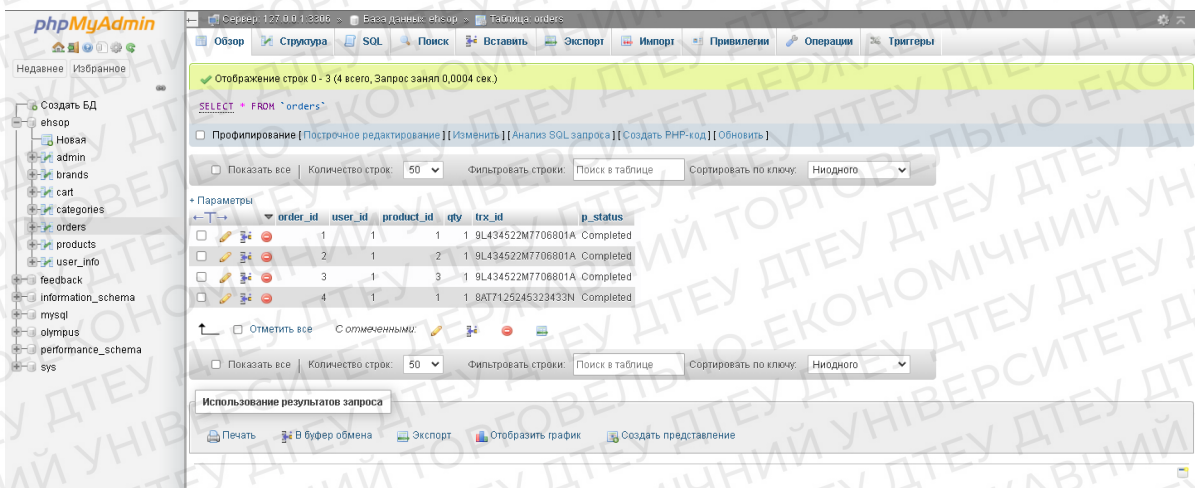 phpMyAdmin
Недавнее Избранное
Создать БД
ehsop
Новая
admin
brands
cart
categories
orders
products
user_info
feedback
information_schema
mysql
olympus
performance_schema
sys
Сервер: 127.0.0.1:3306 » База данных: ehsop » Таблица: orders
Обзор Структура SQL Поиск Вставить Экспорт Импорт Привилегии Операции Триггеры
Отображение строк 0 - 3 (4 всего, Запрос занял 0,0004 сек.)
SELECT * FROM `orders`
Профилирование [ Построчное редактирование ] [ Изменить ] [ Анализ SQL запроса ] [ Создать PHP-код ] [ Обновить ]
Показать все | Количество строк: 50 Фильтровать строки: Поиск в таблице Сортировать по ключу: Ниодного
+ Параметры
←T→ order_id user_id product_id qty trx_id p_status
1 1 1 1 9L434522M7706801A Completed
2 1 2 1 9L434522M7706801A Completed
3 1 3 1 9L434522M7706801A Completed
4 1 1 1 8AT7125245323433N Completed
Отметить все С отмеченными:
Показать все | Количество строк: 50 Фильтровать строки: Поиск в таблице Сортировать по ключу: Ниодного
Использование результатов запроса
Печать В буфер обмена Экспорт Отобразить график Создать представление